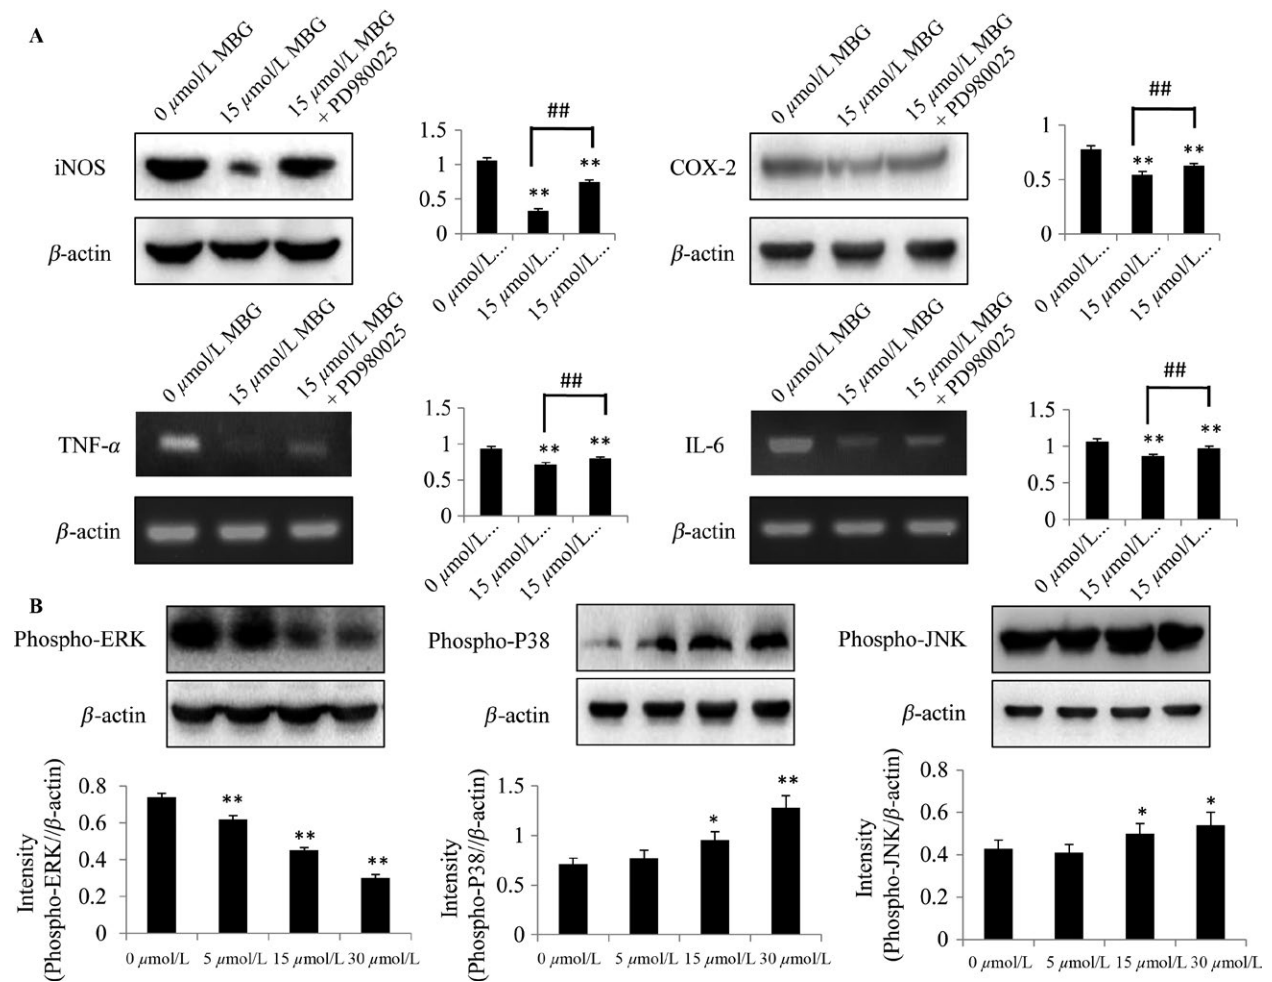 A
0 µmol/L MBG
15 µmol/L MBG
15 µmol/L MBG
+ PD980025
iNOS
β-actin
##
1.5
1
0.5
0
**
**
0 µmol/L...
15 µmol/L...
15 µmol/L...
0 µmol/L MBG
15 µmol/L MBG
15 µmol/L MBG
+ PD980025
COX-2
β-actin
##
1
0.5
0
**
**
0 µmol/L...
15 µmol/L...
15 µmol/L...
0 µmol/L MBG
15 µmol/L MBG
15 µmol/L MBG
+ PD980025
TNF-α
β-actin
##
1.5
1
0.5
0
**
**
0 µmol/L...
15 µmol/L...
15 µmol/L...
0 µmol/L MBG
15 µmol/L MBG
15 µmol/L MBG
+ PD980025
IL-6
β-actin
##
1.5
1
0.5
0
**
**
0 µmol/L...
15 µmol/L...
15 µmol/L...
B
Phospho-ERK
β-actin
Intensity
(Phospho-ERK//β-actin)
0.8
0.6
0.4
0.2
0
**
**
**
0 µmol/L 5 µmol/L 15 µmol/L 30 µmol/L
Phospho-P38
β-actin
Intensity
(Phospho-P38//β-actin)
1.5
1
0.5
0
*
**
0 µmol/L 5 µmol/L 15 µmol/L 30 µmol/L
Phospho-JNK
β-actin
Intensity
(Phospho-JNK/β-actin)
0.8
0.6
0.4
0.2
0
*
*
0 µmol/L 5 µmol/L 15 µmol/L 30 µmol/L